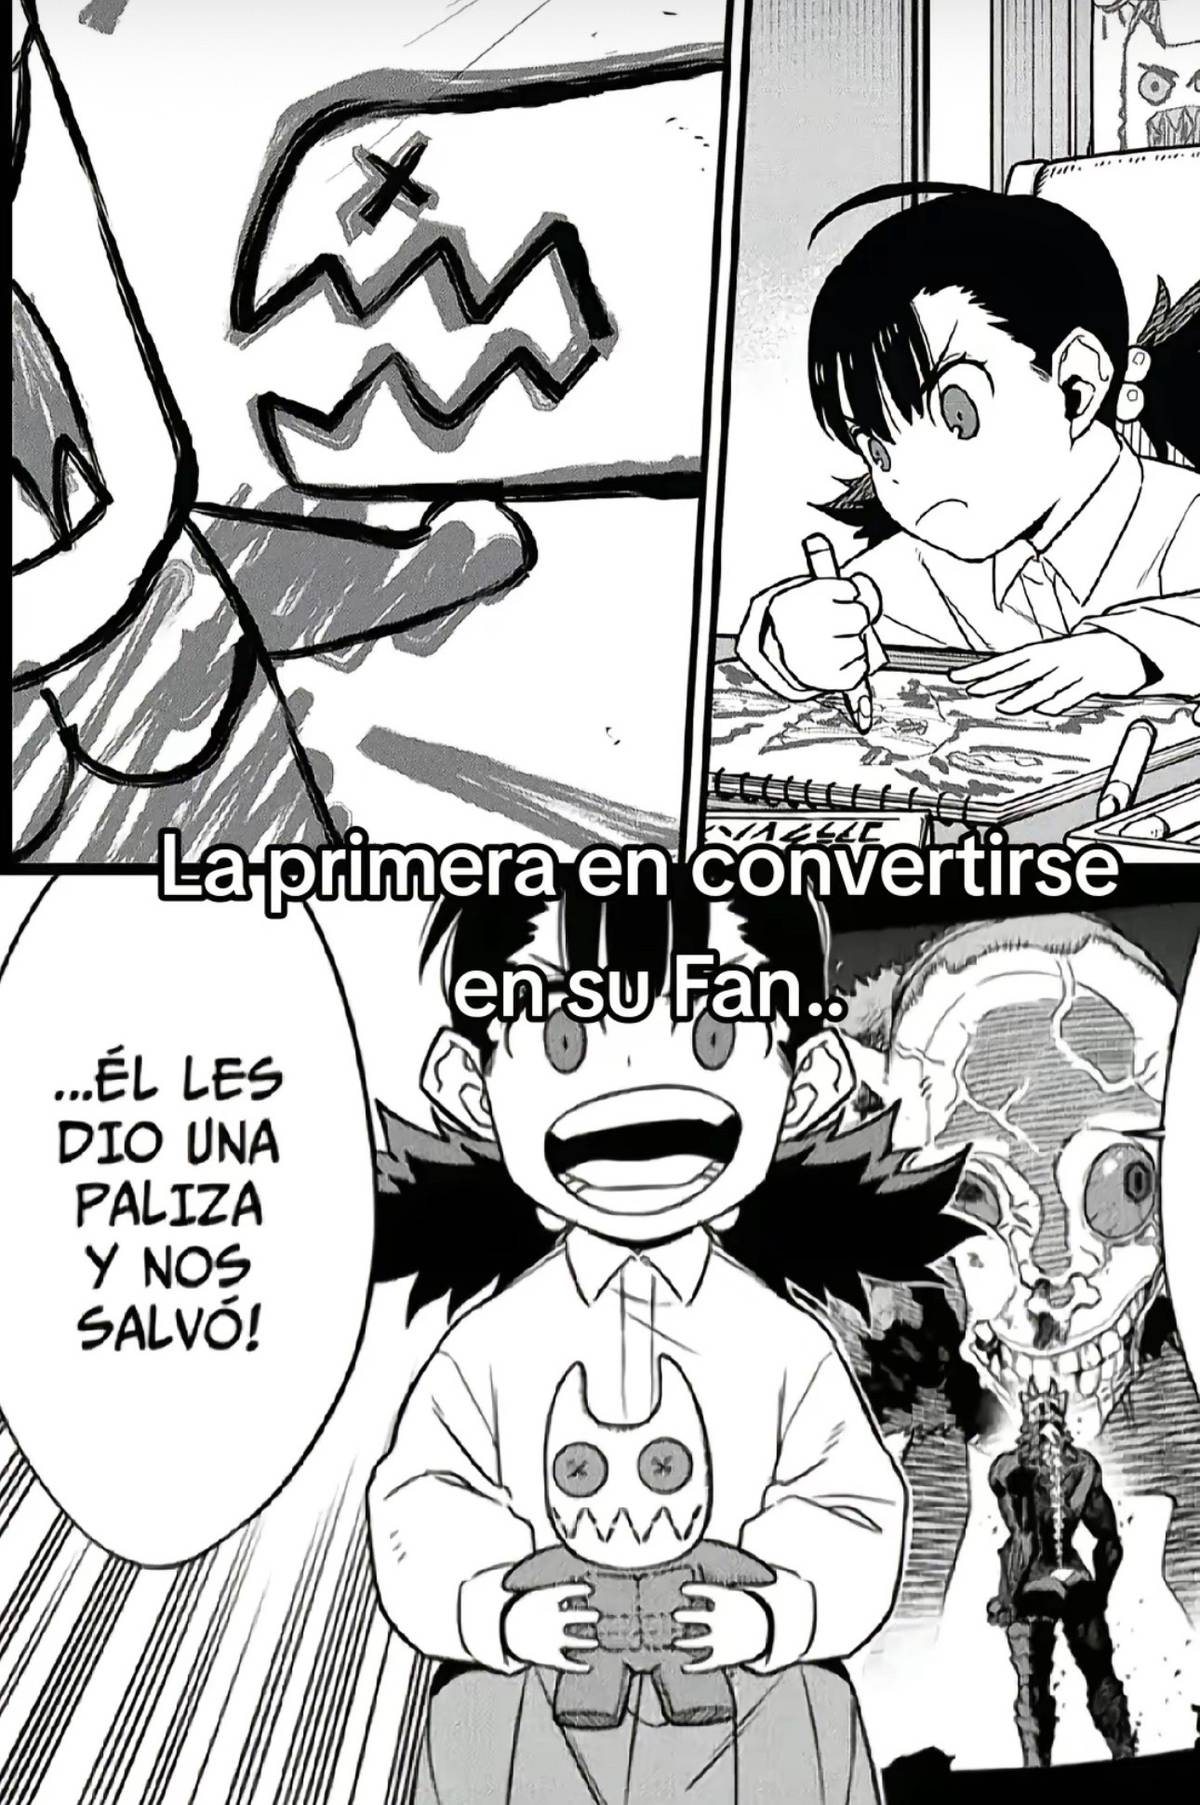 La primera en convertirse
en su Fan..
...ÉL LES
DIO UNA
PALIZA
Y NOS
SALVÓ!